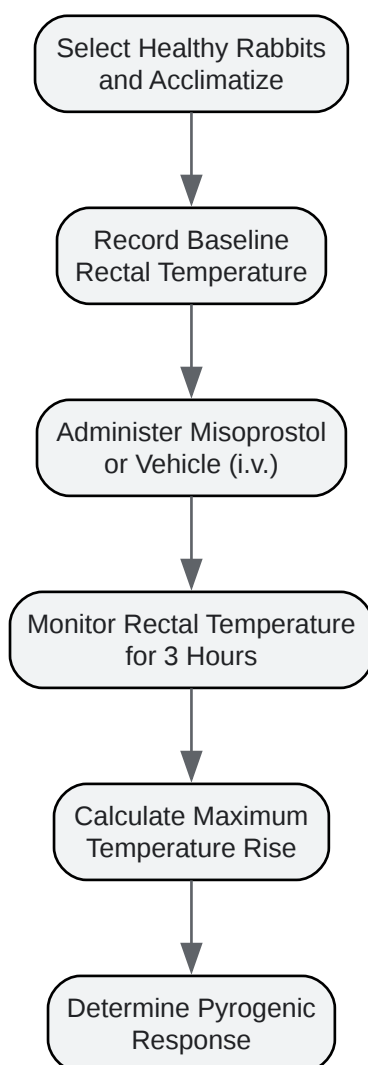 Select Healthy Rabbits
and Acclimatize
Record Baseline
Rectal Temperature
Administer Misoprostol
or Vehicle (i.v.)
Monitor Rectal Temperature
for 3 Hours
Calculate Maximum
Temperature Rise
Determine Pyrogenic
Response